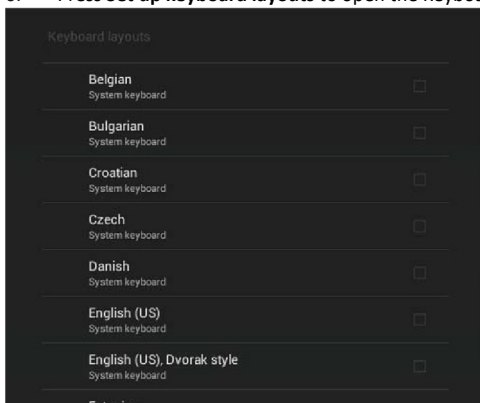 Press set up keyboard layouts to open the keyboa
Keyboard layouts
Belgian
System keyboard
Bulgarian
System keyboard
Croatian
System keyboard
Czech
System keyboard
Danish
System keyboard
English (US)
System keyboard
English (US), Dvorak style
System keyboard